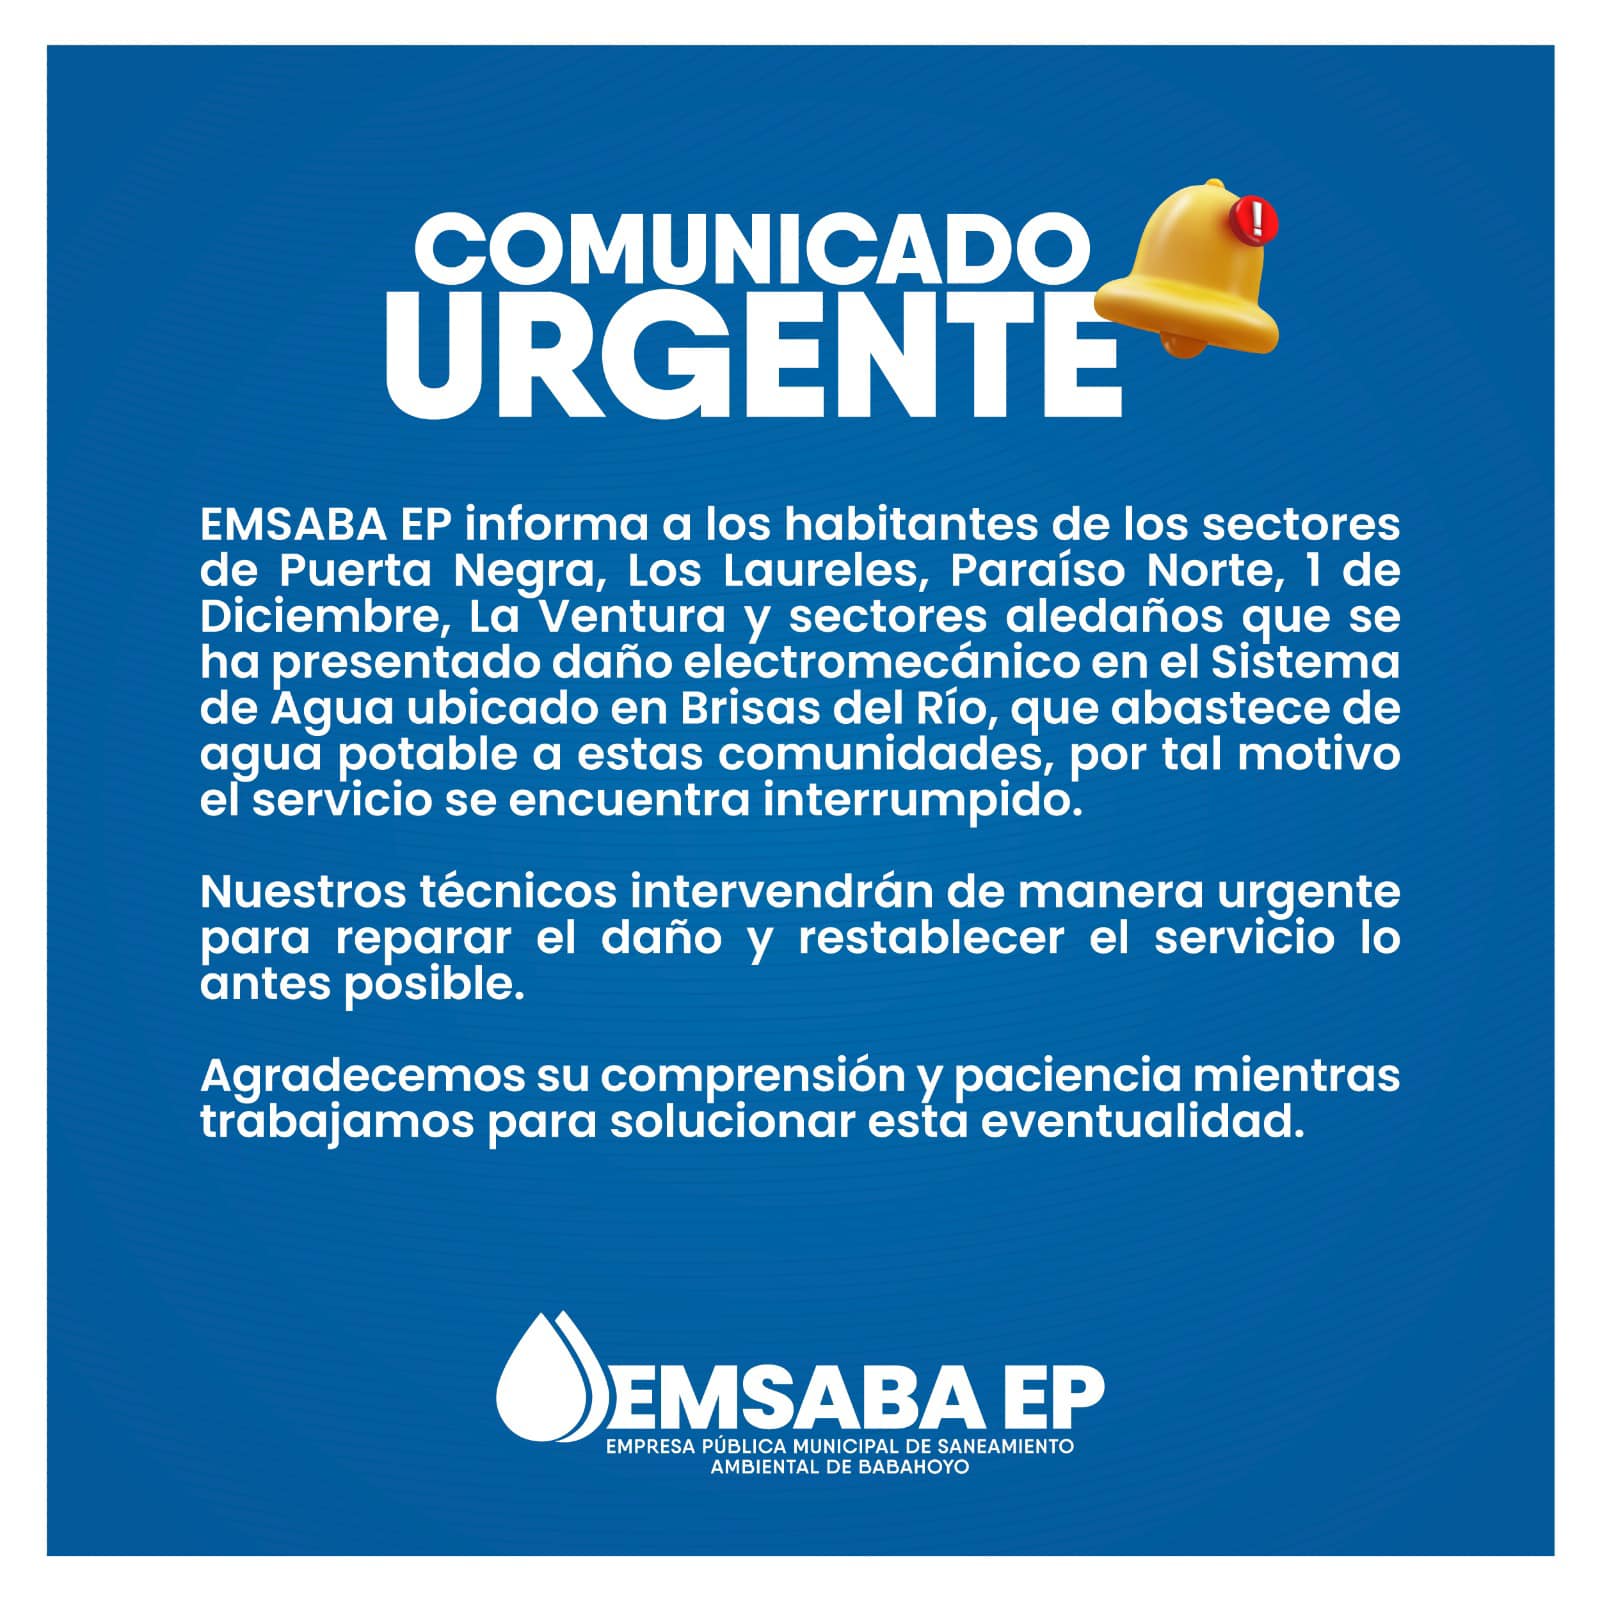 COMUNICADO
URGENTE
EMSABA EP informa a los habitantes de los sectores
de Puerta Negra, Los Laureles, Paraíso Norte, 1 de
Diciembre, La Ventura y sectores aledaños que se
ha presentado daño electromecánico en el Sistema
de Agua ubicado en Brisas del Río, que abastece de
agua potable a estas comunidades, por tal motivo
el servicio se encuentra interrumpido.
Nuestros técnicos intervendrán de manera urgente
para reparar el daño y restablecer el servicio lo
antes posible.
Agradecemos su comprensión y paciencia mientras
trabajamos para solucionar esta eventualidad.
EMSABA EP
EMPRESA PÚBLICA MUNICIPAL DE SANEAMIENTO
AMBIENTAL DE BABAHOYO